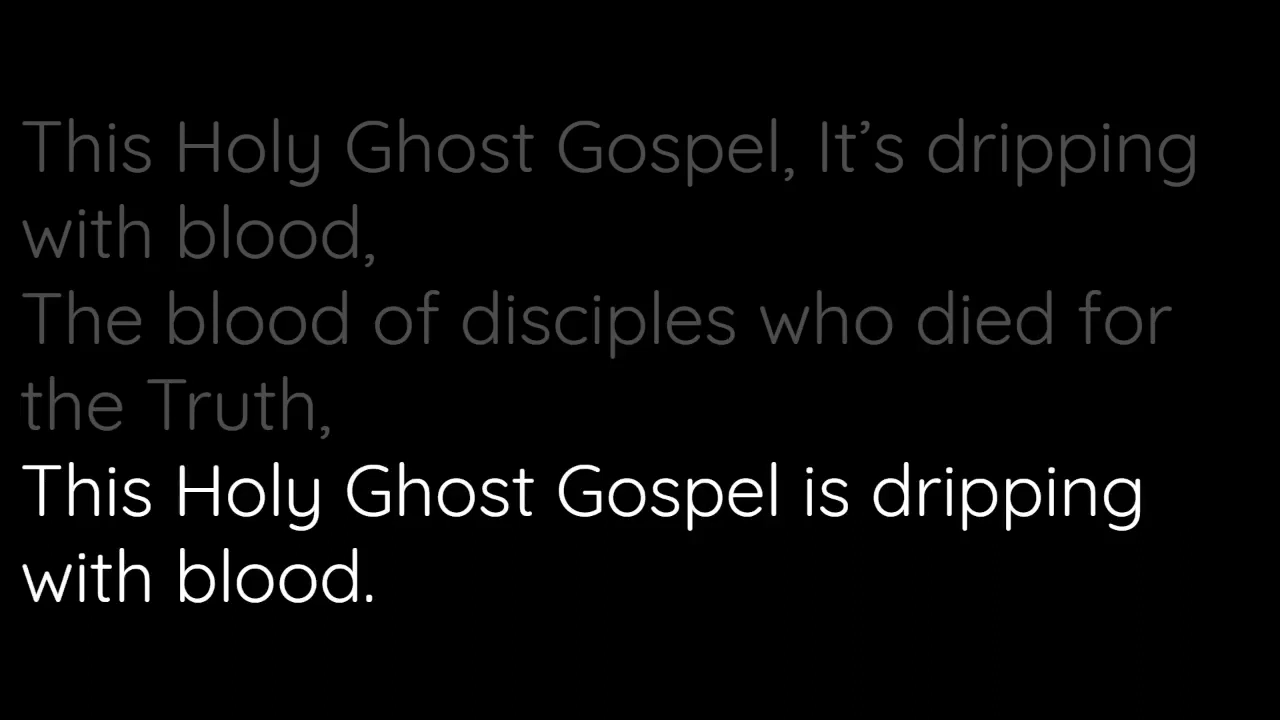 This Holy Ghost Gospel, It’s dripping
with blood,
The blood of disciples who died for
the Truth,
This Holy Ghost Gospel is dripping
with blood.